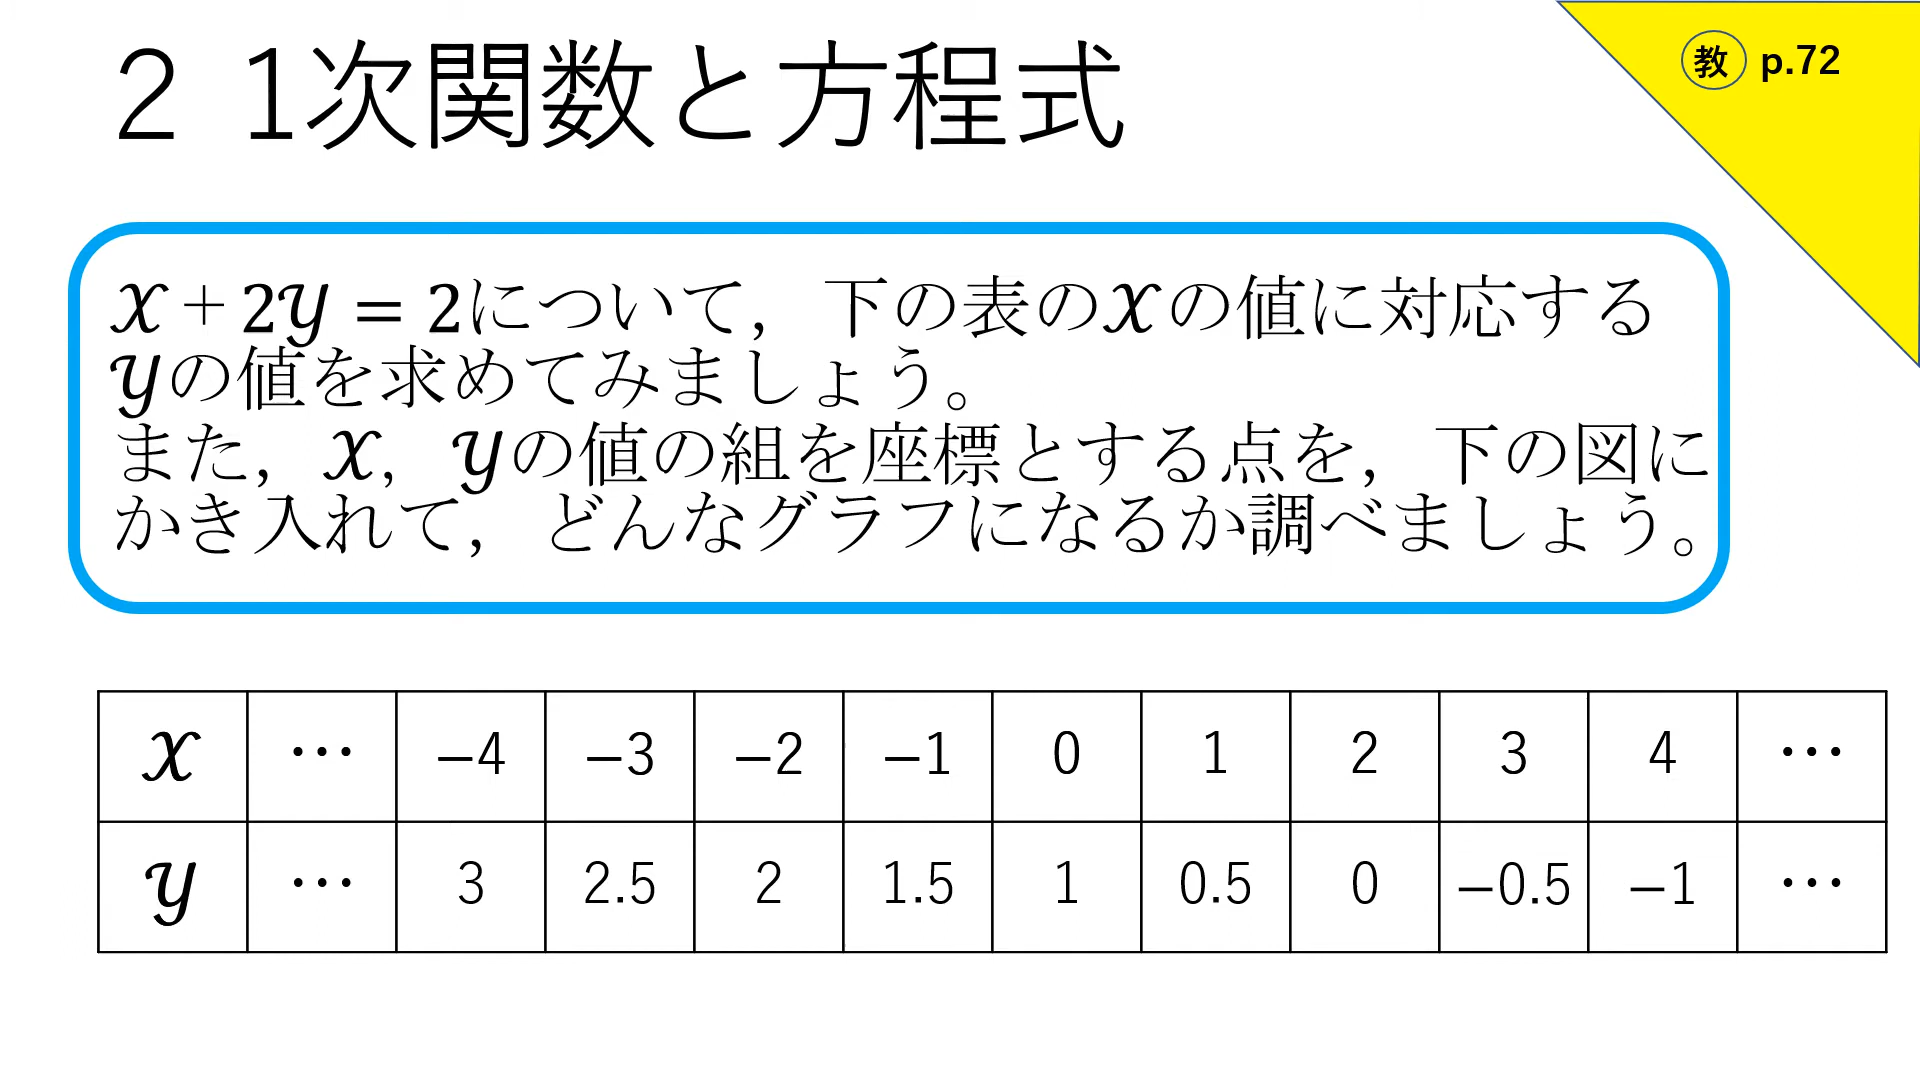 2 1次関数と方程式
教 p.72
x＋2y = 2について，下の表のxの値に対応する
yの値を求めてみましょう。
また，x，yの値の組を座標とする点を，下の図に
かき入れて，どんなグラフになるか調べましょう。
x … −4 −3 −2 −1 0 1 2 3 4 …
y … 3 2.5 2 1.5 1 0.5 0 −0.5 −1 …